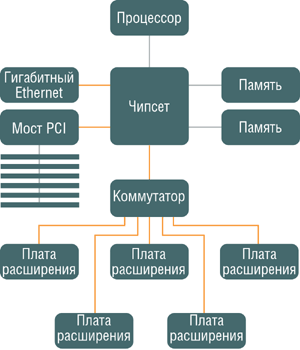 Процессор
Гигабитный
Ethernet
Чипсет
Память
Мост PCI
Память
Коммутатор
Плата
расширения
Плата
расширения
Плата
расширения
Плата
расширения
Плата
расширения